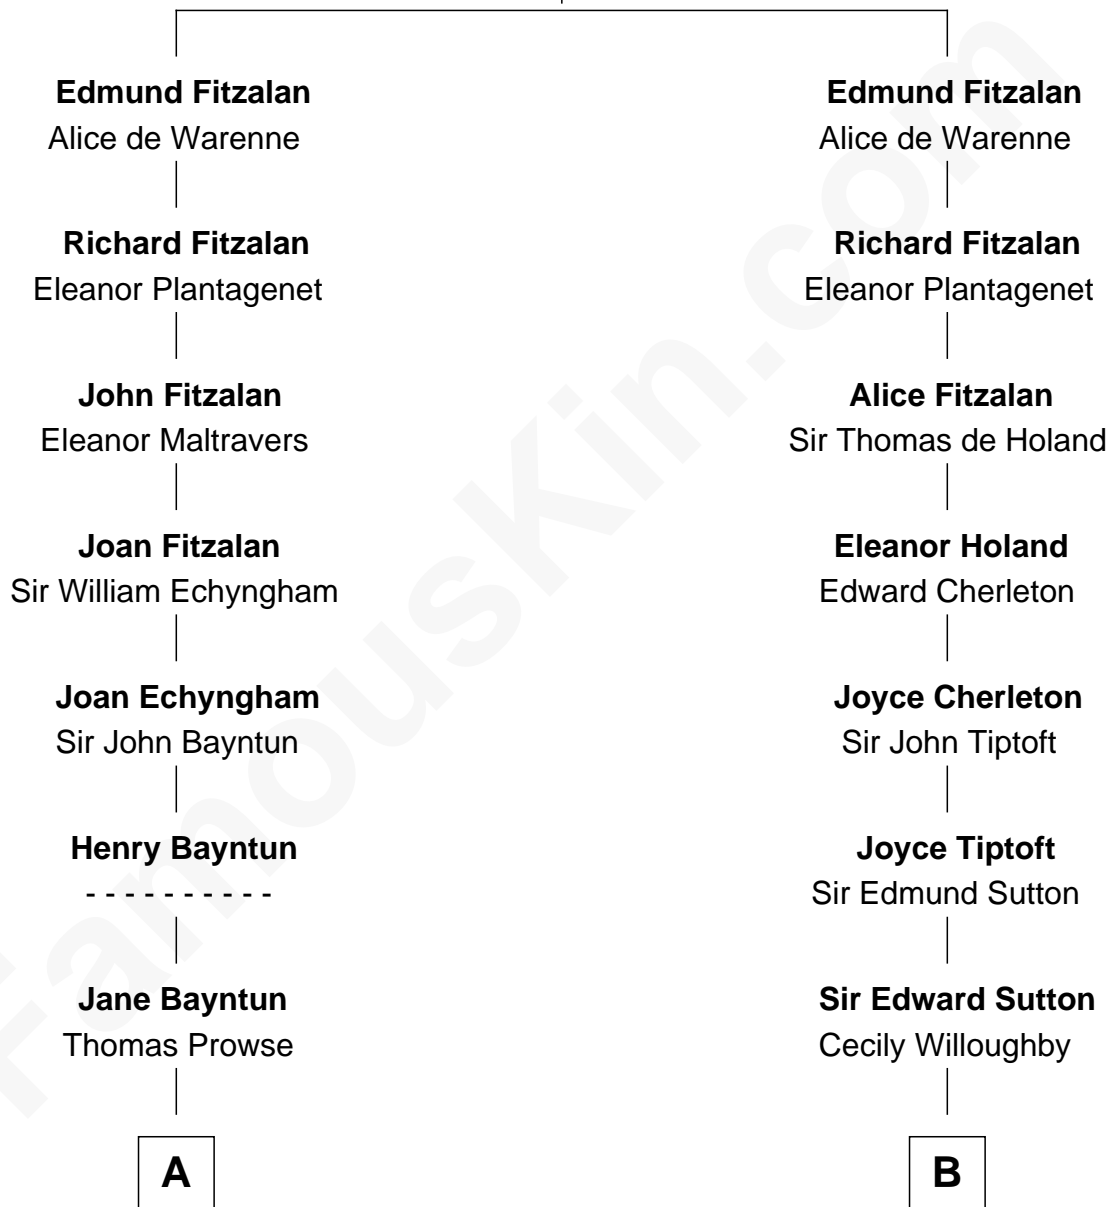 Edmund Fitzalan
Alice de Warenne
Richard Fitzalan
Eleanor Plantagenet
John Fitzalan
Eleanor Maltravers
Joan Fitzalan
Sir William Echyngham
Joan Echyngham
Sir John Bayntun
Henry Bayntun
- - - - - - - - - -
Jane Bayntun
Thomas Prowse
A
Edmund Fitzalan
Alice de Warenne
Richard Fitzalan
Eleanor Plantagenet
Alice Fitzalan
Sir Thomas de Holand
Eleanor Holand
Edward Cherleton
Joyce Cherleton
Sir John Tiptoft
Joyce Tiptoft
Sir Edmund Sutton
Sir Edward Sutton
Cecily Willoughby
B
FamousKin.com